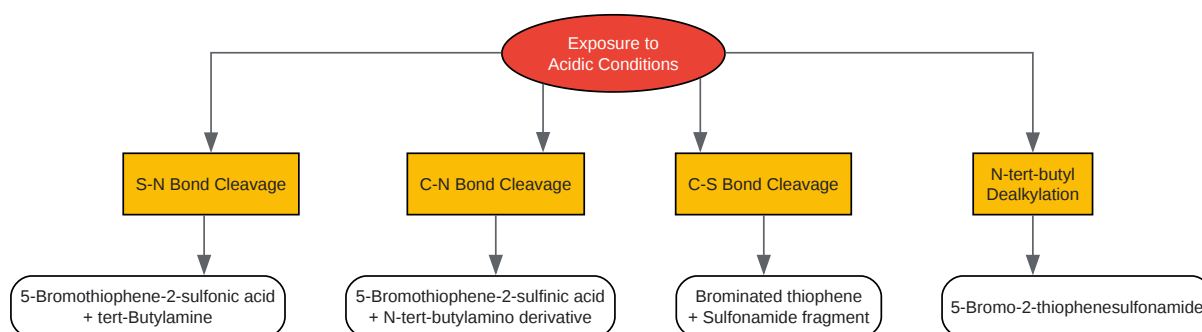 Exposure to
Acidic Conditions
S-N Bond Cleavage
C-N Bond Cleavage
C-S Bond Cleavage
N-tert-butyl
Dealkylation
5-Bromothiophene-2-sulfonic acid
+ tert-Butylamine
5-Bromothiophene-2-sulfinic acid
+ N-tert-butylamino derivative
Brominated thiophene
+ Sulfonamide fragment
5-Bromo-2-thiophenesulfonamide